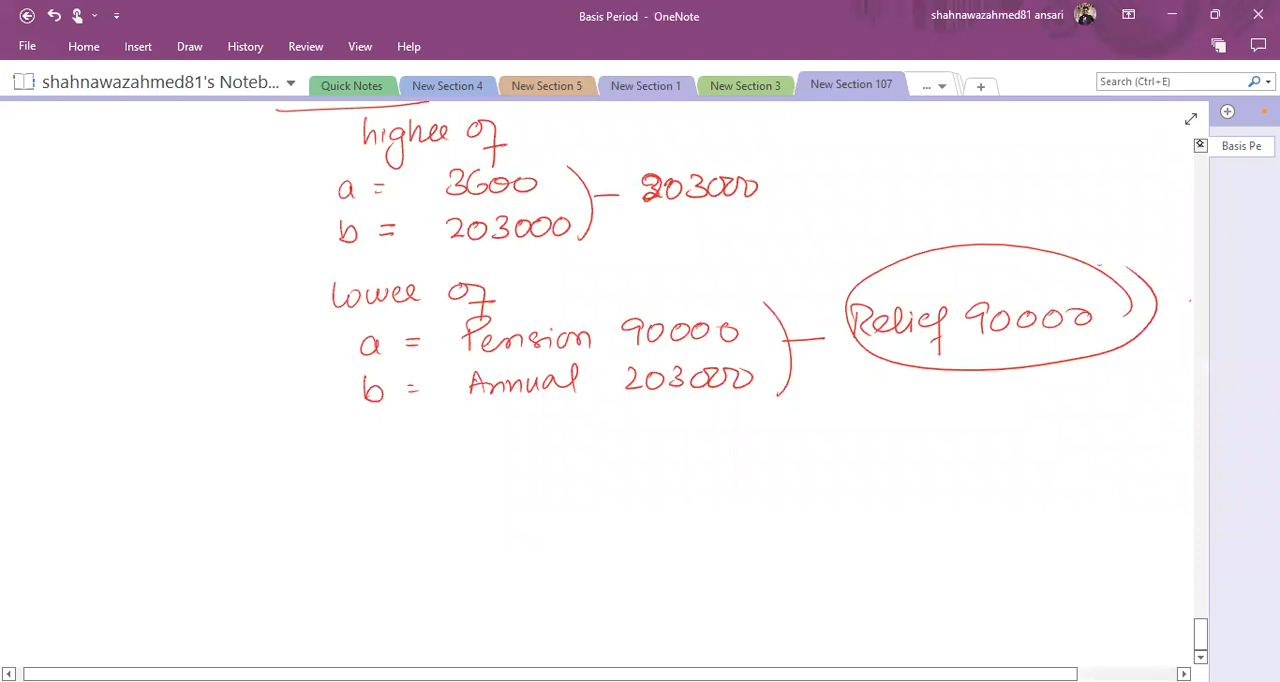 Basis Period - OneNote
shahnawazahmed81 ansari
File Home Insert Draw History Review View Help
shahnawazahmed81's Noteb... Quick Notes New Section 4 New Section 5 New Section 1 New Section 3 New Section 107 ... + Search (Ctrl+E)
Basis Pe
higher of
a = 3600
203000
b = 203000
lower of
Relief 90000
a = Pension 90000
b = Annual 203000